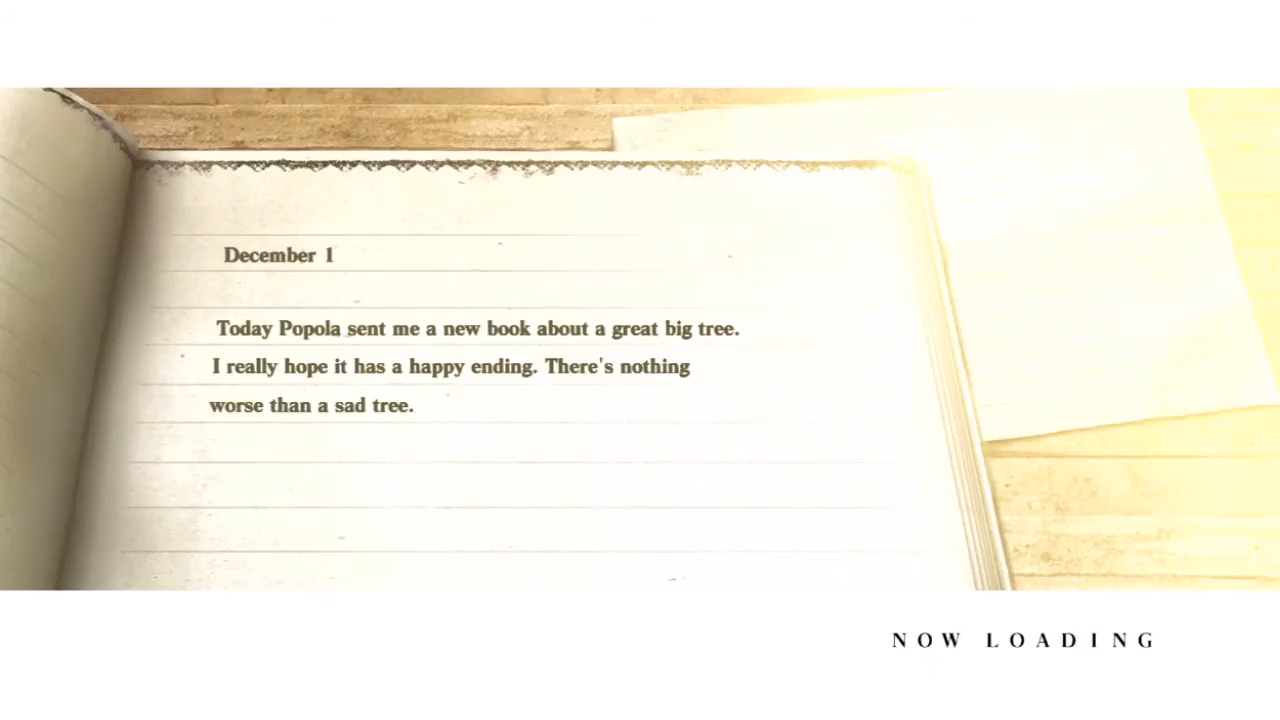 December 1
Today Popola sent me a new book about a great big tree.
I really hope it has a happy ending. There's nothing
worse than a sad tree.
NOW LOADING